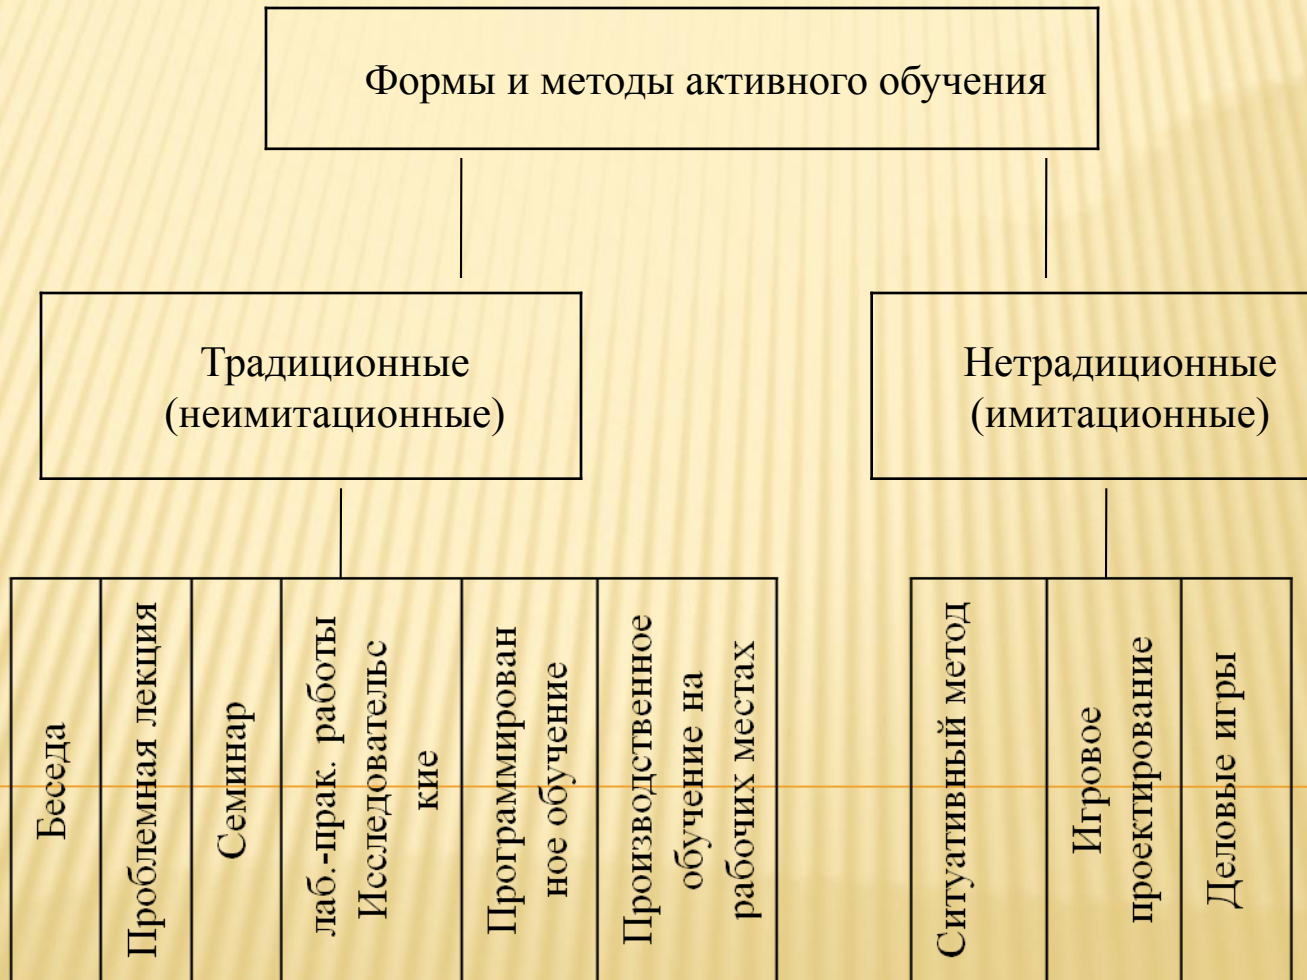 Формы и методы активного обучения
Традиционные
(неимитационные)
Нетрадиционные
(имитационные)
Беседа
Проблемная лекция
Семинар
лаб.-прак. работы
Исследовательс
кие
Программирован
ное обучение
Производственное
обучение на
рабочих местах
Ситуативный метод
Игровое
проектирование
Деловые игры